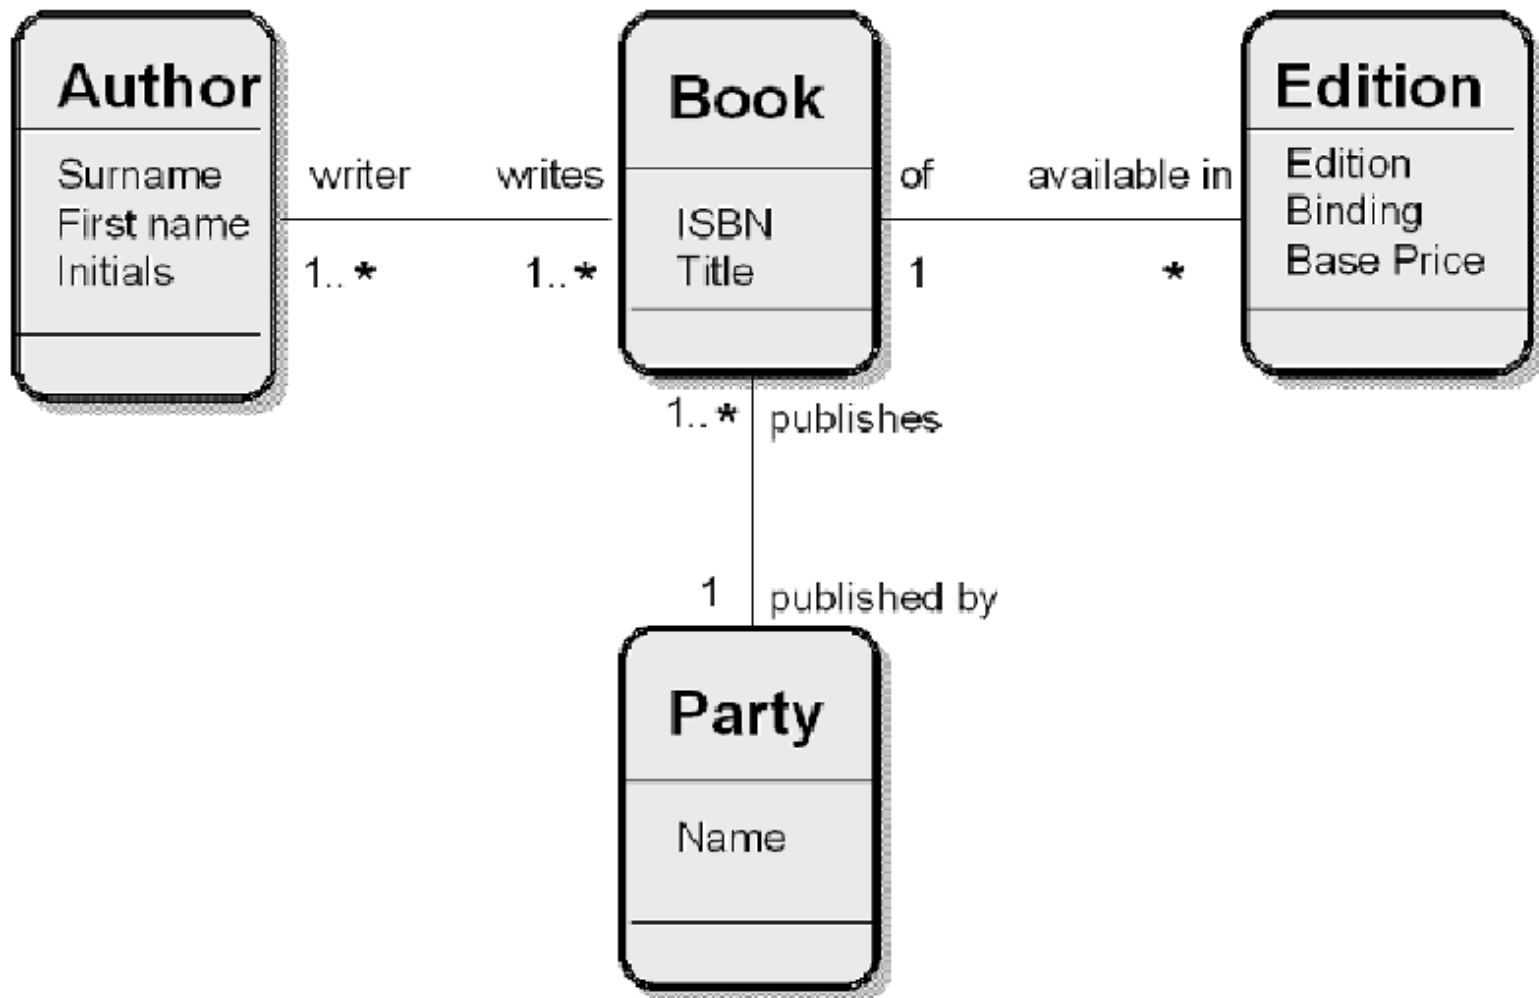 Author
Surname
First name
Initials
writer
writes
1..*
1..*
Book
ISBN
Title
of
available in
1
*
Edition
Edition
Binding
Base Price
1..*
publishes
1
published by
Party
Name